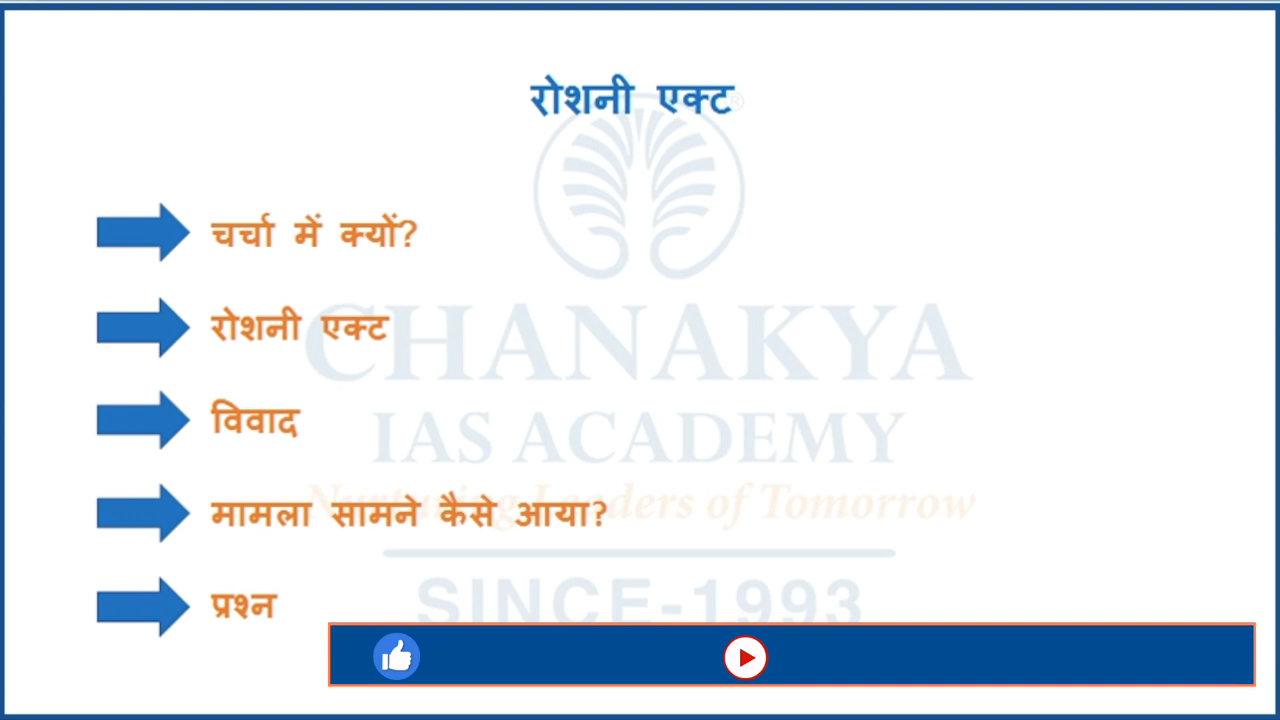 रोशनी एक्ट
चर्चा में क्यों?
रोशनी एक्ट
विवाद
मामला सामने कैसे आया?
प्रश्न
®
CHANAKYA
IAS ACADEMY
Nurturing Leaders of Tomorrow
SINCE-1993